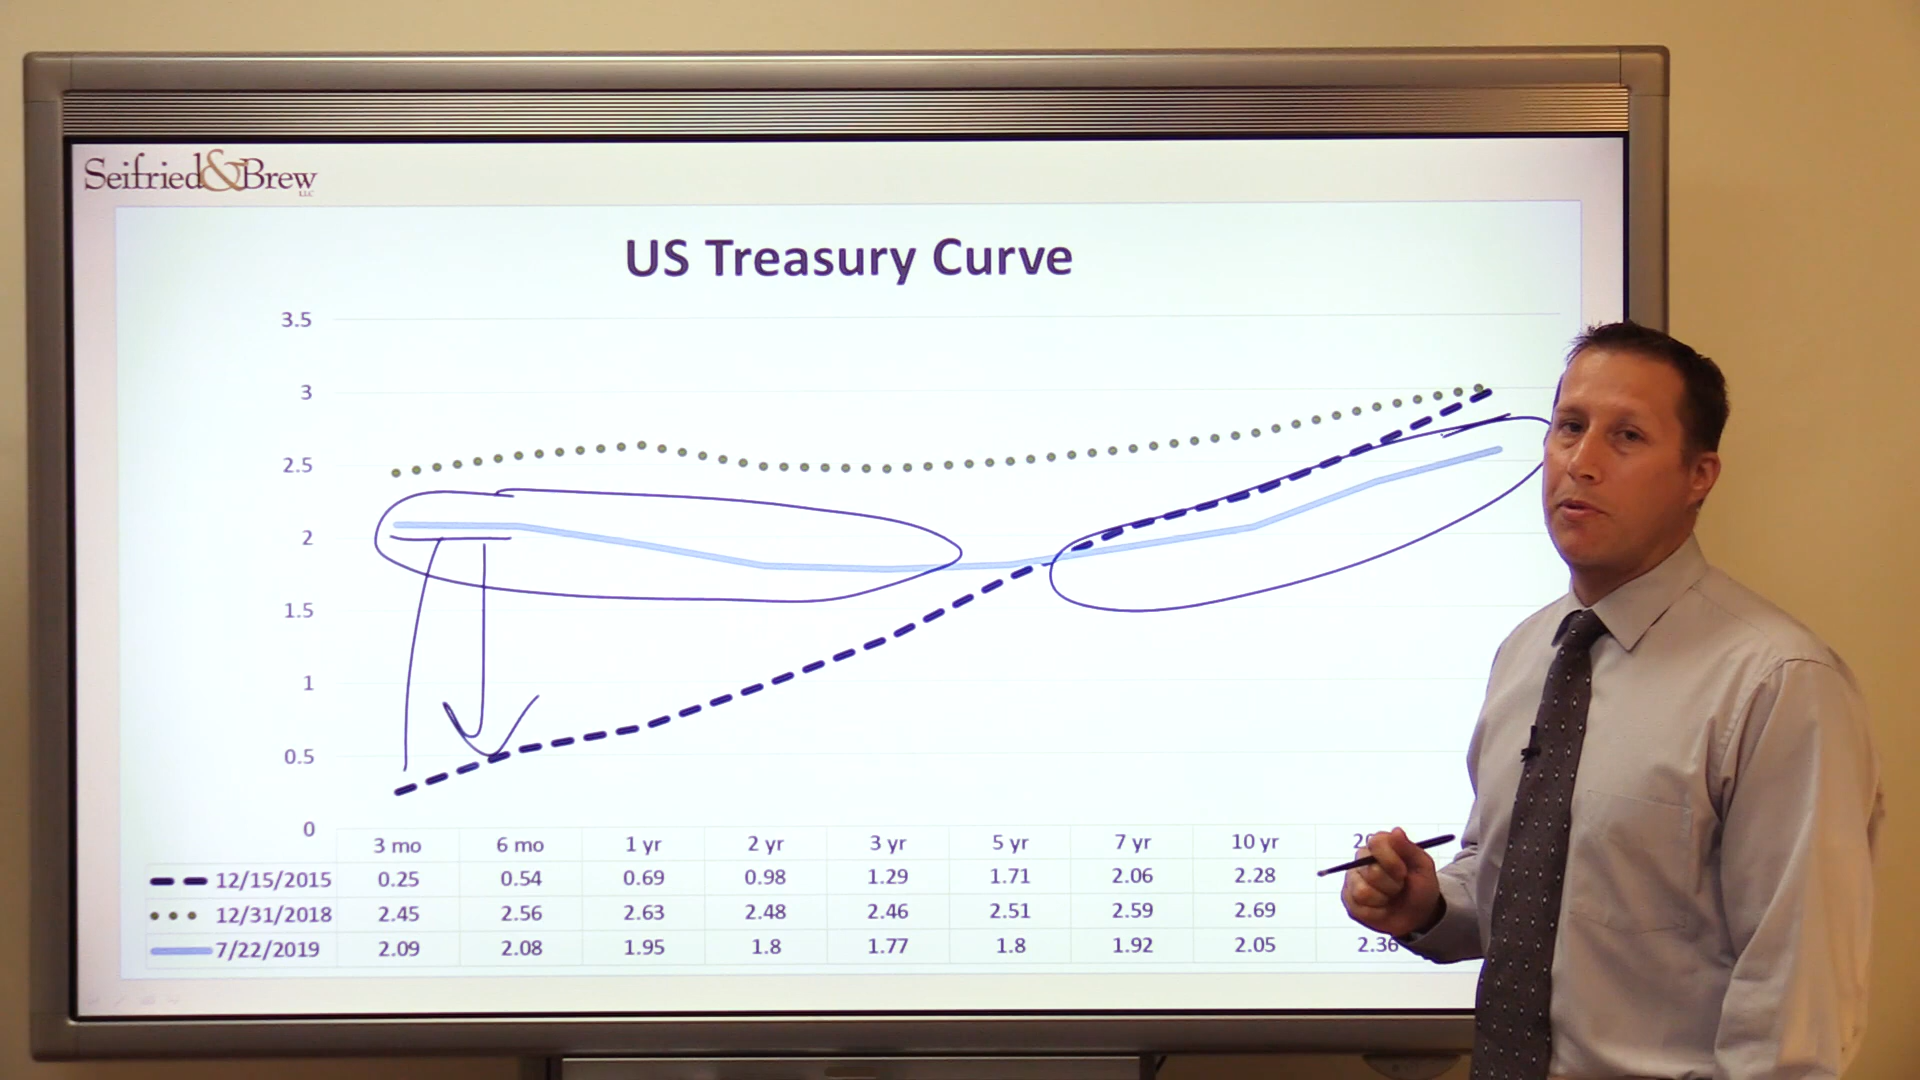 Seifried&Brew
LLC
US Treasury Curve
3.5
3
2.5
2
1.5
1
0.5
0
3 mo 6 mo 1 yr 2 yr 3 yr 5 yr 7 yr 10 yr
12/15/2015 0.25 0.54 0.69 0.98 1.29 1.71 2.06 2.28
12/31/2018 2.45 2.56 2.63 2.48 2.46 2.51 2.59 2.69
7/22/2019 2.09 2.08 1.95 1.8 1.77 1.8 1.92 2.05 2.36